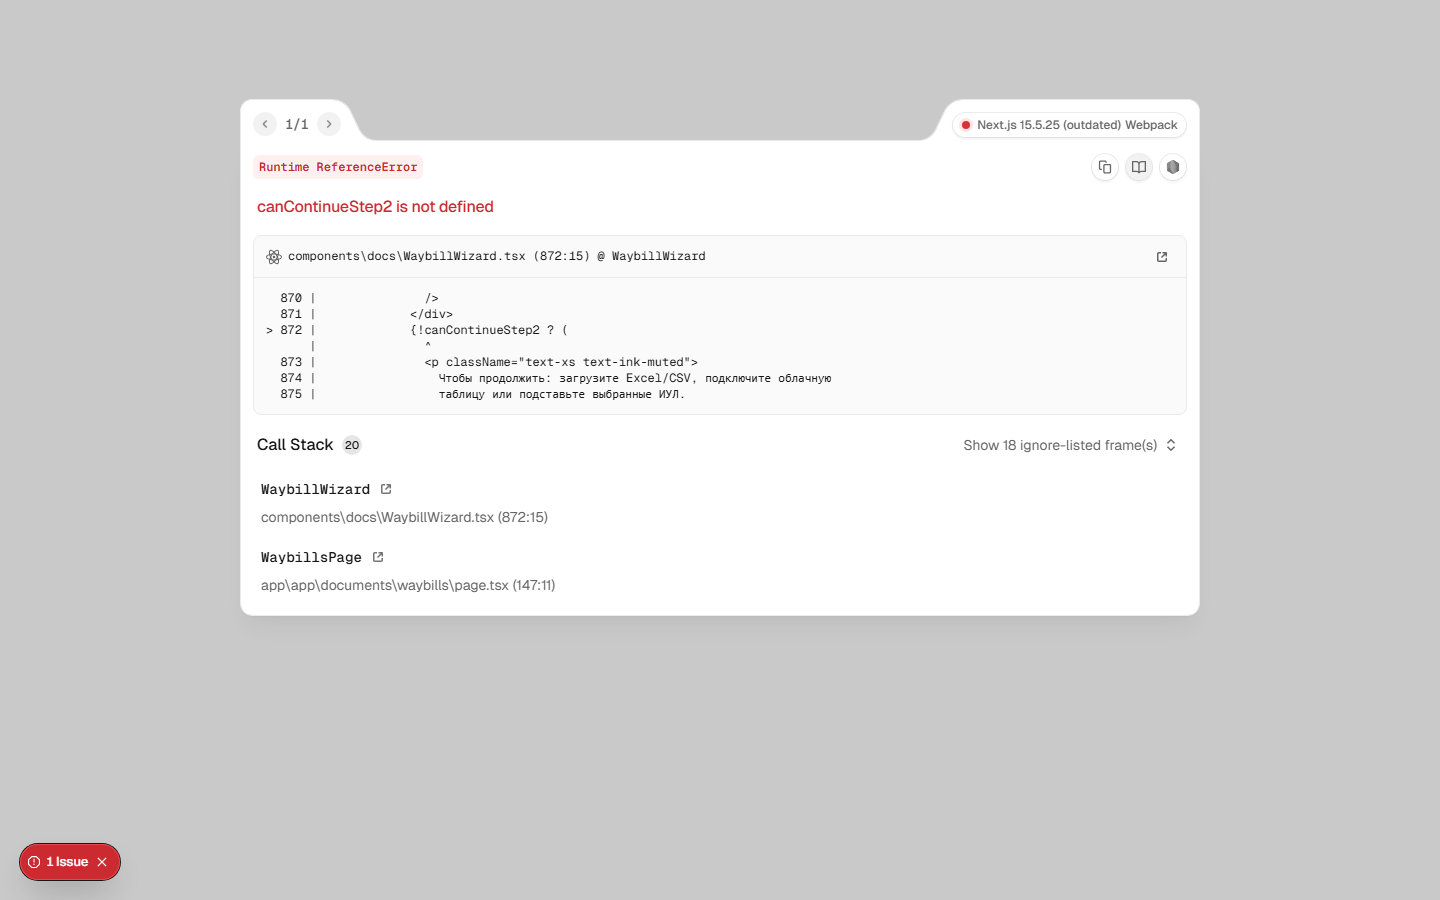 1/1
Next.js 15.5.25 (outdated) Webpack
Runtime ReferenceError
canContinueStep2 is not defined
components\docs\WaybillWizard.tsx (872:15) @ WaybillWizard
870 | />
871 | </div>
> 872 | {!canContinueStep2 ? (
| ^
873 | <p className="text-xs text-ink-muted">
874 | Чтобы продолжить: загрузите Excel/CSV, подключите облачную
875 | таблицу или подставьте выбранные ИУЛ.
Call Stack 20
Show 18 ignore-listed frame(s)
WaybillWizard
components\docs\WaybillWizard.tsx (872:15)
WaybillsPage
app\app\documents\waybills\page.tsx (147:11)
1 Issue